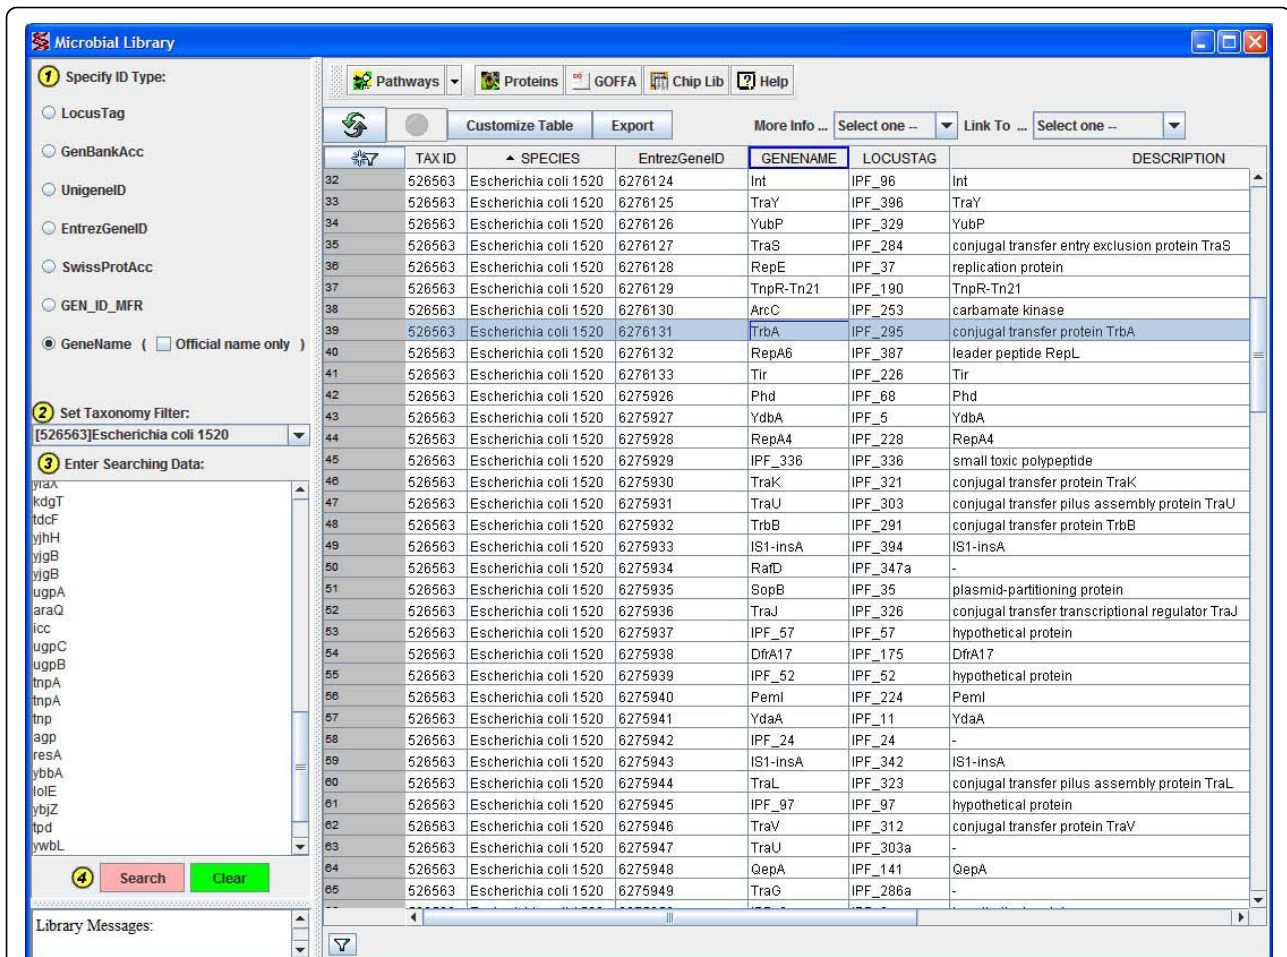 Microbial Library
1 Specify ID Type:
LocusTag
GenBankAcc
UnigeneID
EntrezGeneID
SwissProtAcc
GEN_ID_MFR
GeneName ( Official name only )
2 Set Taxonomy Filter:
[526563]Escherichia coli 1520
3 Enter Searching Data:
kdgT
tdcF
yjhH
yjgB
yjgB
ugpA
araQ
icc
ugpC
ugpB
tnpA
tnpA
tnp
agp
resA
ybbA
lolE
ybjZ
tpd
ywbL
4 Search Clear
Library Messages:
Pathways Proteins GOFFA Chip Lib Help
Customize Table Export More Info ... Select one -- Link To ... Select one --
TAX ID SPECIES EntrezGeneID GENENAME LOCUSTAG DESCRIPTION
32 526563 Escherichia coli 1520 6276124 Int IPF_96 Int
33 526563 Escherichia coli 1520 6276125 TraY IPF_396 TraY
34 526563 Escherichia coli 1520 6276126 YubP IPF_329 YubP
35 526563 Escherichia coli 1520 6276127 TraS IPF_284 conjugal transfer entry exclusion protein TraS
36 526563 Escherichia coli 1520 6276128 RepE IPF_37 replication protein
37 526563 Escherichia coli 1520 6276129 TnpR-Tn21 IPF_190 TnpR-Tn21
38 526563 Escherichia coli 1520 6276130 ArcC IPF_253 carbamate kinase
39 526563 Escherichia coli 1520 6276131 TrbA IPF_295 conjugal transfer protein TrbA
40 526563 Escherichia coli 1520 6276132 RepA6 IPF_387 leader peptide RepL
41 526563 Escherichia coli 1520 6276133 Tir IPF_226 Tir
42 526563 Escherichia coli 1520 6275926 Phd IPF_68 Phd
43 526563 Escherichia coli 1520 6275927 YdbA IPF_5 YdbA
44 526563 Escherichia coli 1520 6275928 RepA4 IPF_228 RepA4
45 526563 Escherichia coli 1520 6275929 IPF_336 IPF_336 small toxic polypeptide
46 526563 Escherichia coli 1520 6275930 TraK IPF_321 conjugal transfer protein TraK
47 526563 Escherichia coli 1520 6275931 TraU IPF_303 conjugal transfer pilus assembly protein TraU
48 526563 Escherichia coli 1520 6275932 TrbB IPF_291 conjugal transfer protein TrbB
49 526563 Escherichia coli 1520 6275933 IS1-insA IPF_394 IS1-insA
50 526563 Escherichia coli 1520 6275934 RafD IPF_347a -
51 526563 Escherichia coli 1520 6275935 SopB IPF_35 plasmid-partitioning protein
52 526563 Escherichia coli 1520 6275936 TraJ IPF_326 conjugal transfer transcriptional regulator TraJ
53 526563 Escherichia coli 1520 6275937 IPF_57 IPF_57 hypothetical protein
54 526563 Escherichia coli 1520 6275938 DfrA17 IPF_175 DfrA17
55 526563 Escherichia coli 1520 6275939 IPF_52 IPF_52 hypothetical protein
56 526563 Escherichia coli 1520 6275940 PemI IPF_224 PemI
57 526563 Escherichia coli 1520 6275941 YdaA IPF_11 YdaA
58 526563 Escherichia coli 1520 6275942 IPF_24 IPF_24 -
59 526563 Escherichia coli 1520 6275943 IS1-insA IPF_342 IS1-insA
60 526563 Escherichia coli 1520 6275944 TraL IPF_323 conjugal transfer pilus assembly protein TraL
61 526563 Escherichia coli 1520 6275945 IPF_97 IPF_97 hypothetical protein
62 526563 Escherichia coli 1520 6275946 TraV IPF_312 conjugal transfer protein TraV
63 526563 Escherichia coli 1520 6275947 TraU IPF_303a -
64 526563 Escherichia coli 1520 6275948 QepA IPF_141 QepA
65 526563 Escherichia coli 1520 6275949 TraG IPF_286a -